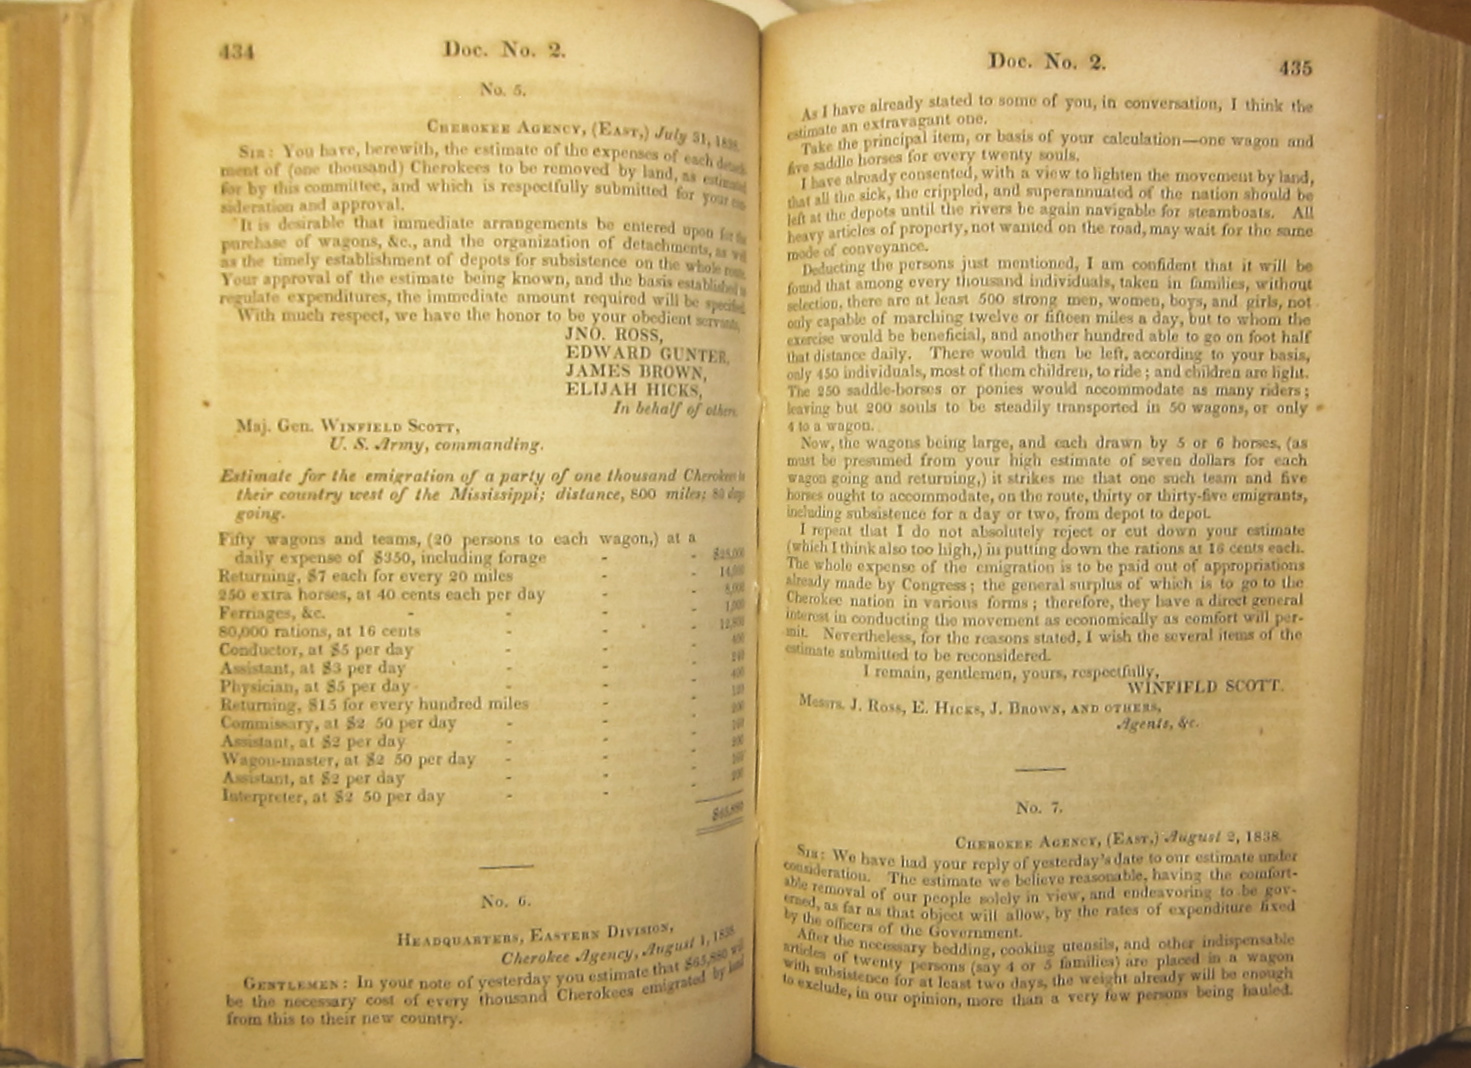 434
Doc. No. 2.
No. 5.
CHEROKEE AGENCY, (EAST,) July 31, 1838.
SIR: You have, herewith, the estimate of the expenses of each detach-
ment of (one thousand) Cherokees to be removed by land, as estimated
for by this committee, and which is respectfully submitted for your con-
sideration and approval.
It is desirable that immediate arrangements be entered upon for the
purchase of wagons, &c., and the organization of detachments, as well
as the timely establishment of depots for subsistence on the whole route.
Your approval of the estimate being known, and the basis established to
regulate expenditures, the immediate amount required will be specified.
With much respect, we have the honor to be your obedient servants,
JNO. ROSS,
EDWARD GUNTER,
JAMES BROWN,
ELIJAH HICKS,
In behalf of others.
Maj. Gen. WINFIELD SCOTT,
U. S. Army, commanding.
Estimate for the emigration of a party of one thousand Cherokees to
their country west of the Mississippi; distance, 800 miles; 80 days
going.
Fifty wagons and teams, (20 persons to each wagon,) at a
daily expense of $350, including forage - - $28,000
Returning, $7 each for every 20 miles - - 14,000
250 extra horses, at 40 cents each per day - - 8,000
Ferriages, &c. - - - - 1,000
80,000 rations, at 16 cents - - - 12,800
Conductor, at $5 per day - - - 400
Assistant, at $3 per day - - - 240
Physician, at $5 per day - - - 400
Returning, $15 for every hundred miles - - 120
Commissary, at $2 50 per day - - - 200
Assistant, at $2 per day - - - 160
Wagon-master, at $2 50 per day - - - 200
Assistant, at $2 per day - - - 160
Interpreter, at $2 50 per day - - - 200
$65,880
No. 6.
HEADQUARTERS, EASTERN DIVISION,
Cherokee Agency, August 1, 1838.
GENTLEMEN: In your note of yesterday you estimate that $65,880 will
be the necessary cost of every thousand Cherokees emigrated by land
from this to their new country.
Doc. No. 2.
435
As I have already stated to some of you, in conversation, I think the
estimate an extravagant one.
Take the principal item, or basis of your calculation—one wagon and
five saddle horses for every twenty souls.
I have already consented, with a view to lighten the movement by land,
that all the sick, the crippled, and superannuated of the nation should be
left at the depots until the rivers be again navigable for steamboats. All
heavy articles of property, not wanted on the road, may wait for the same
mode of conveyance.
Deducting the persons just mentioned, I am confident that it will be
found that among every thousand individuals, taken in families, without
selection, there are at least 500 strong men, women, boys, and girls, not
only capable of marching twelve or fifteen miles a day, but to whom the
exercise would be beneficial, and another hundred able to go on foot half
that distance daily. There would then be left, according to your basis,
only 450 individuals, most of them children, to ride; and children are light.
The 250 saddle-horses or ponies would accommodate as many riders;
leaving but 200 souls to be steadily transported in 50 wagons, or only
4 to a wagon.
Now, the wagons being large, and each drawn by 5 or 6 horses, (as
must be presumed from your high estimate of seven dollars for each
wagon going and returning,) it strikes me that one such team and five
horses ought to accommodate, on the route, thirty or thirty-five emigrants,
including subsistence for a day or two, from depot to depot.
I repeat that I do not absolutely reject or cut down your estimate
(which I think also too high,) in putting down the rations at 16 cents each.
The whole expense of the emigration is to be paid out of appropriations
already made by Congress; the general surplus of which is to go to the
Cherokee nation in various forms; therefore, they have a direct general
interest in conducting the movement as economically as comfort will per-
mit. Nevertheless, for the reasons stated, I wish the several items of the
estimate submitted to be reconsidered.
I remain, gentlemen, yours, respectfully,
WINFIELD SCOTT.
Messrs. J. ROSS, E. HICKS, J. BROWN, AND OTHERS,
Agents, &c.
No. 7.
CHEROKEE AGENCY, (EAST,) August 2, 1838.
SIR: We have had your reply of yesterday's date to our estimate under
consideration. The estimate we believe reasonable, having the comfort-
able removal of our people solely in view, and endeavoring to be gov-
erned, as far as that object will allow, by the rates of expenditure fixed
by the officers of the Government.
After the necessary bedding, cooking utensils, and other indispensable
articles of twenty persons (say 4 or 5 families) are placed in a wagon
with subsistence for at least two days, the weight already will be enough
to exclude, in our opinion, more than a very few persons being hauled.